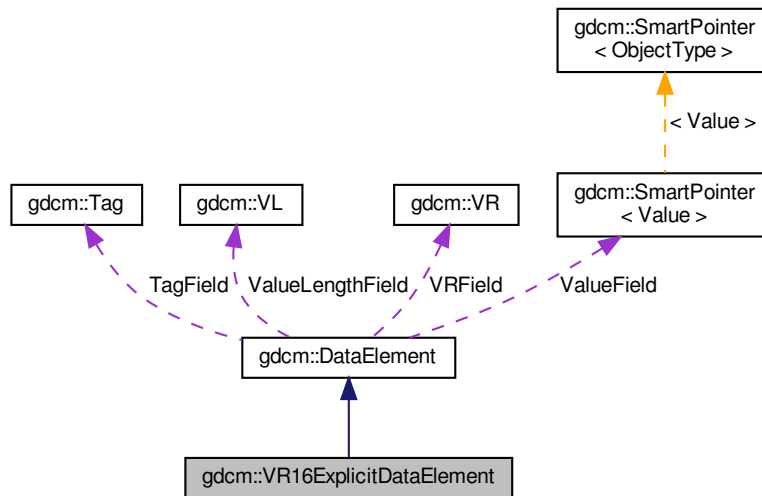 gdcm::SmartPointer
< ObjectType >
< Value >
gdcm::Tag
gdcm::VL
gdcm::VR
gdcm::SmartPointer
< Value >
TagField
ValueLengthField
VRField
ValueField
gdcm::DataElement
gdcm::VR16ExplicitDataElement